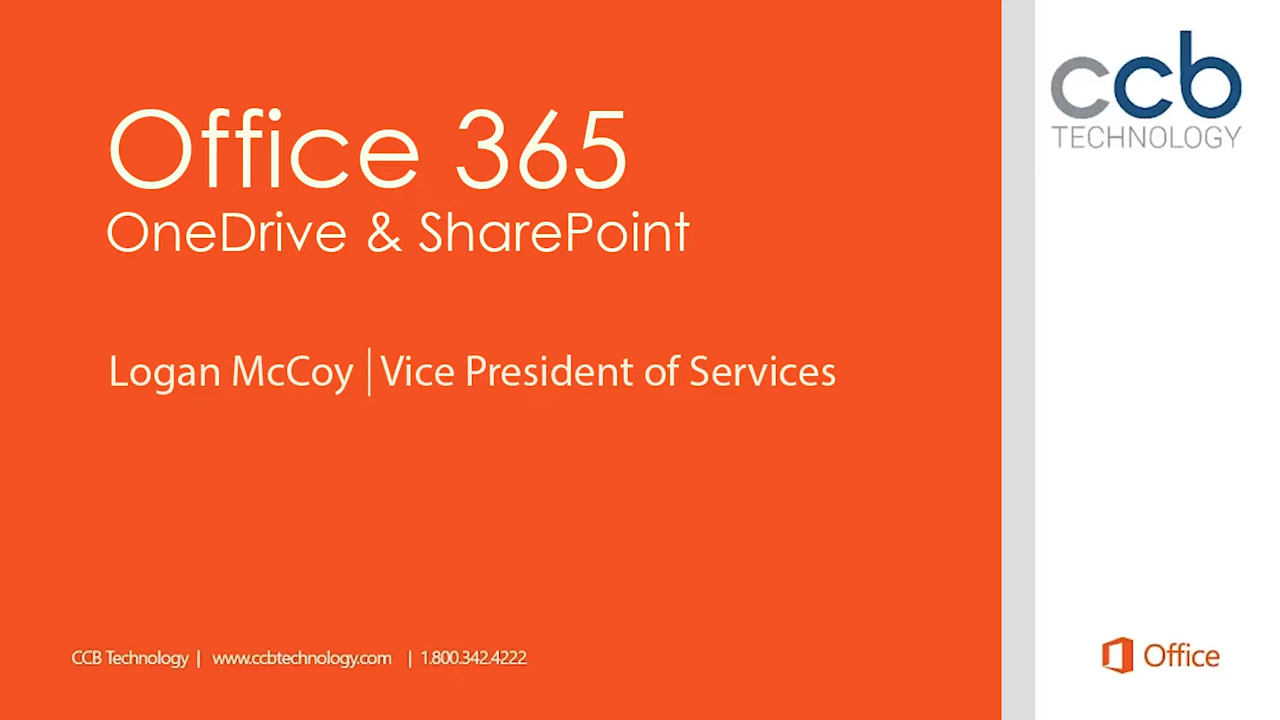 Office 365
OneDrive & SharePoint
Logan McCoy | Vice President of Services
CCB Technology | www.ccbtechnology.com | 1.800.342.4222
ccb
TECHNOLOGY
Office